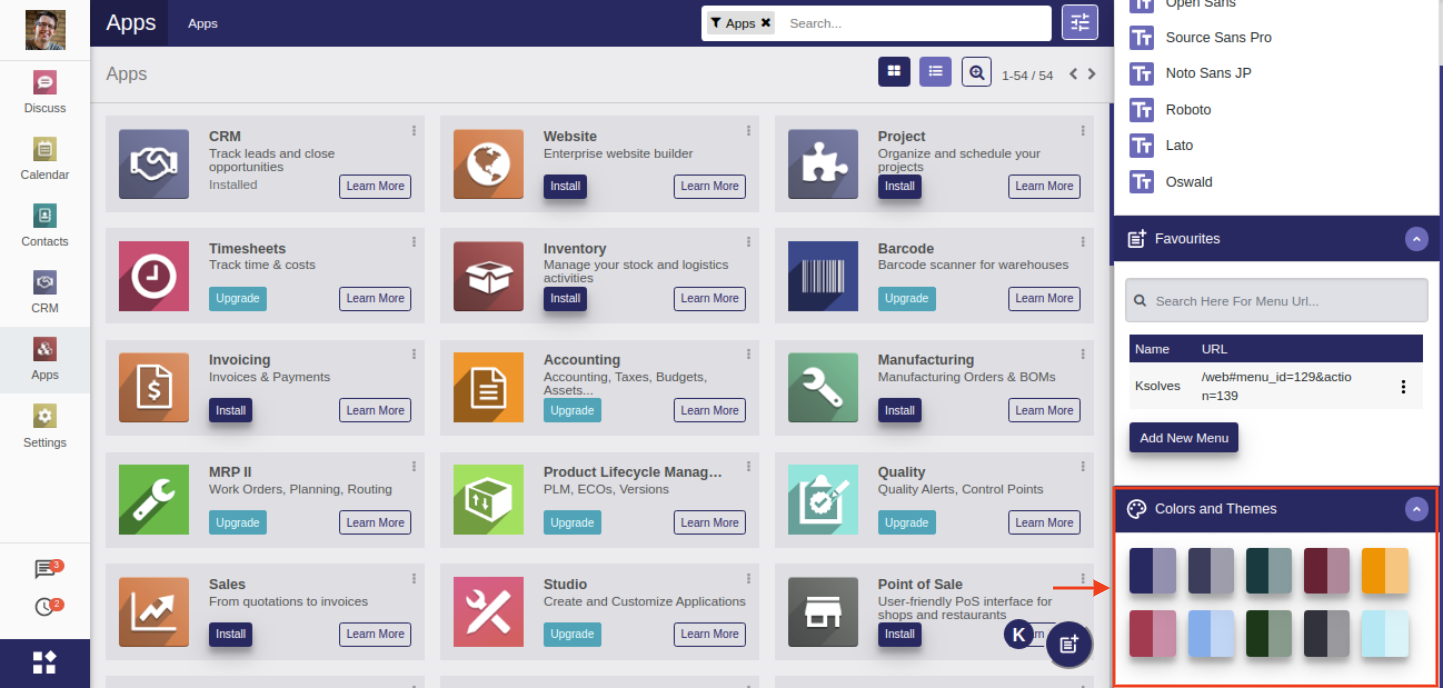 Discuss
Calendar
Contacts
CRM
Apps
Settings
3
2
Apps
Apps
Apps
Search...
Apps
1-54 / 54
CRM
Track leads and close
opportunities
Installed
Learn More
Website
Enterprise website builder
Install
Learn More
Project
Organize and schedule your
projects
Install
Learn More
Timesheets
Track time & costs
Upgrade
Learn More
Inventory
Manage your stock and logistics
activities
Install
Learn More
Barcode
Barcode scanner for warehouses
Upgrade
Learn More
Invoicing
Invoices & Payments
Install
Learn More
Accounting
Accounting, Taxes, Budgets,
Assets...
Upgrade
Learn More
Manufacturing
Manufacturing Orders & BOMs
Install
Learn More
MRP II
Work Orders, Planning, Routing
Upgrade
Learn More
Product Lifecycle Manag...
PLM, ECOs, Versions
Upgrade
Learn More
Quality
Quality Alerts, Control Points
Upgrade
Learn More
Sales
From quotations to invoices
Install
Learn More
Studio
Create and Customize Applications
Upgrade
Learn More
Point of Sale
User-friendly PoS interface for
shops and restaurants
Install
K
TT Open Sans
TT Source Sans Pro
TT Noto Sans JP
TT Roboto
TT Lato
TT Oswald
Favourites
Search Here For Menu Url...
Name URL
Ksolves /web#menu_id=129&actio
n=139
Add New Menu
Colors and Themes